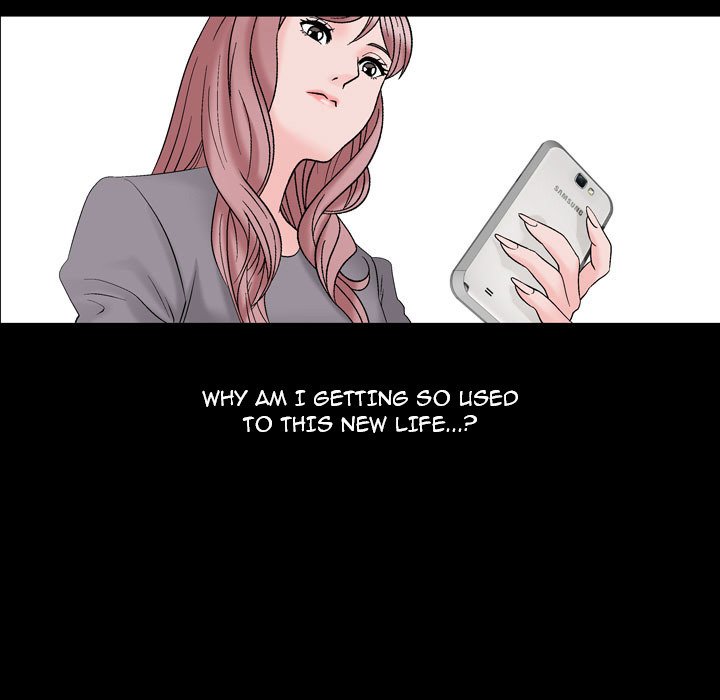 SAMSUNG
WHY AM I GETTING SO USED
TO THIS NEW LIFE...?